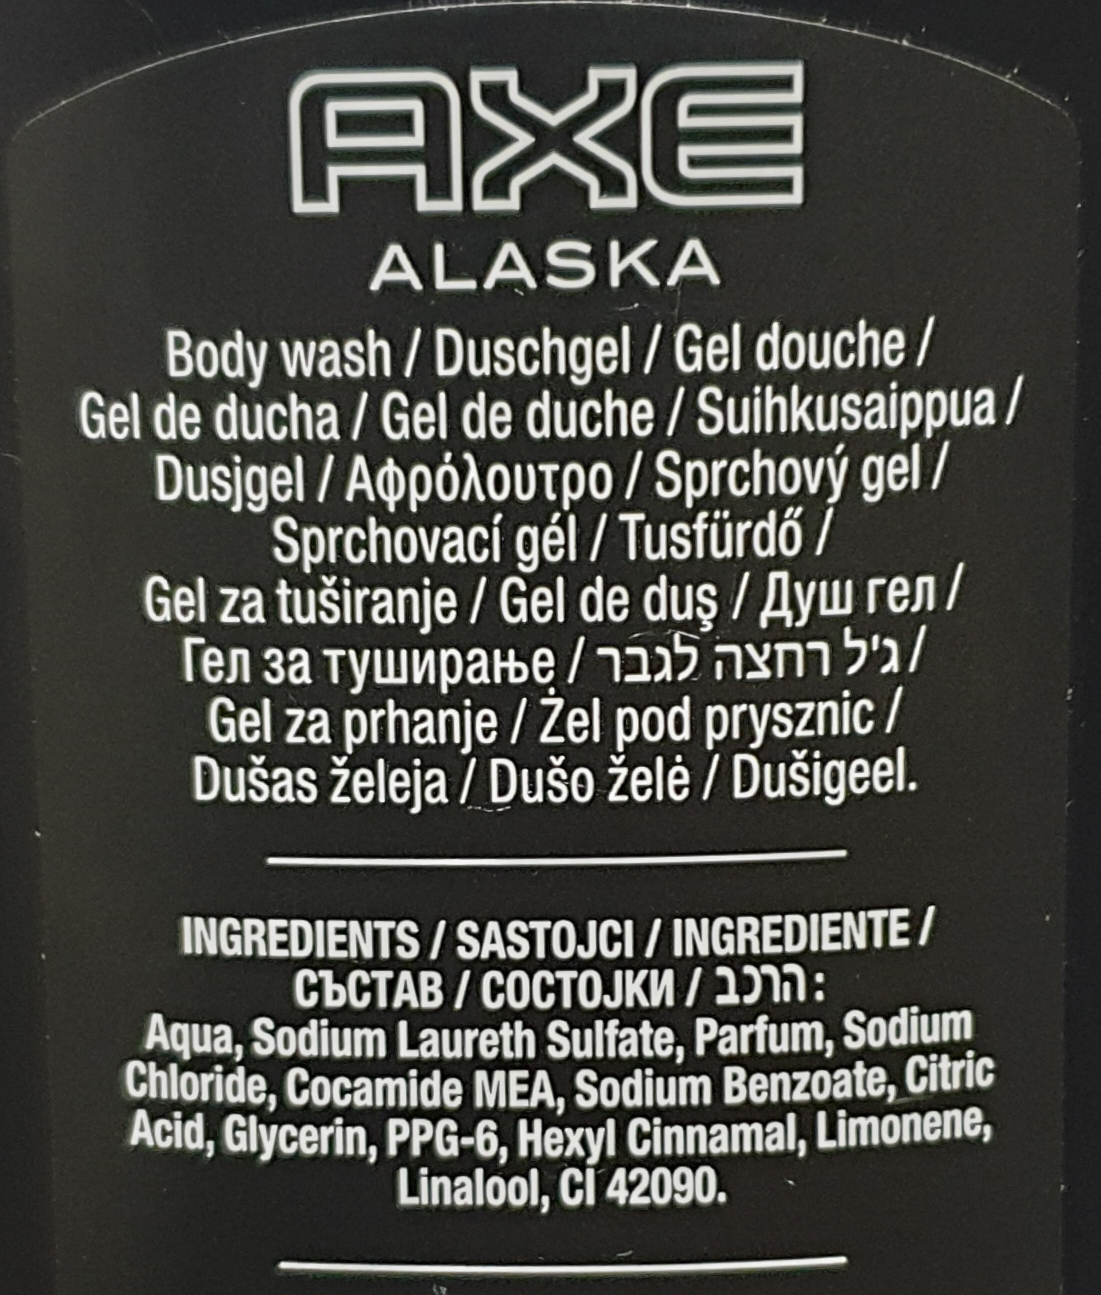 AXE
ALASKA
Body wash / Duschgel / Gel douche /
Gel de ducha / Gel de duche / Suihkusaippua /
Dusjgel / Αφρόλουτρο / Sprchový gel /
Sprchovací gél / Tusfürdő /
Gel za tuširanje / Gel de duş / Душ гел /
Гел за туширање / ג'ל רחצה לגבר /
Gel za prhanje / Żel pod prysznic /
Dušas želeja / Dušo želė / Dušigeel.
INGREDIENTS / SASTOJCI / INGREDIENTE /
СЪСТАВ / СОСТОЈКИ / הרכב:
Aqua, Sodium Laureth Sulfate, Parfum, Sodium
Chloride, Cocamide MEA, Sodium Benzoate, Citric
Acid, Glycerin, PPG-6, Hexyl Cinnamal, Limonene,
Linalool, CI 42090.